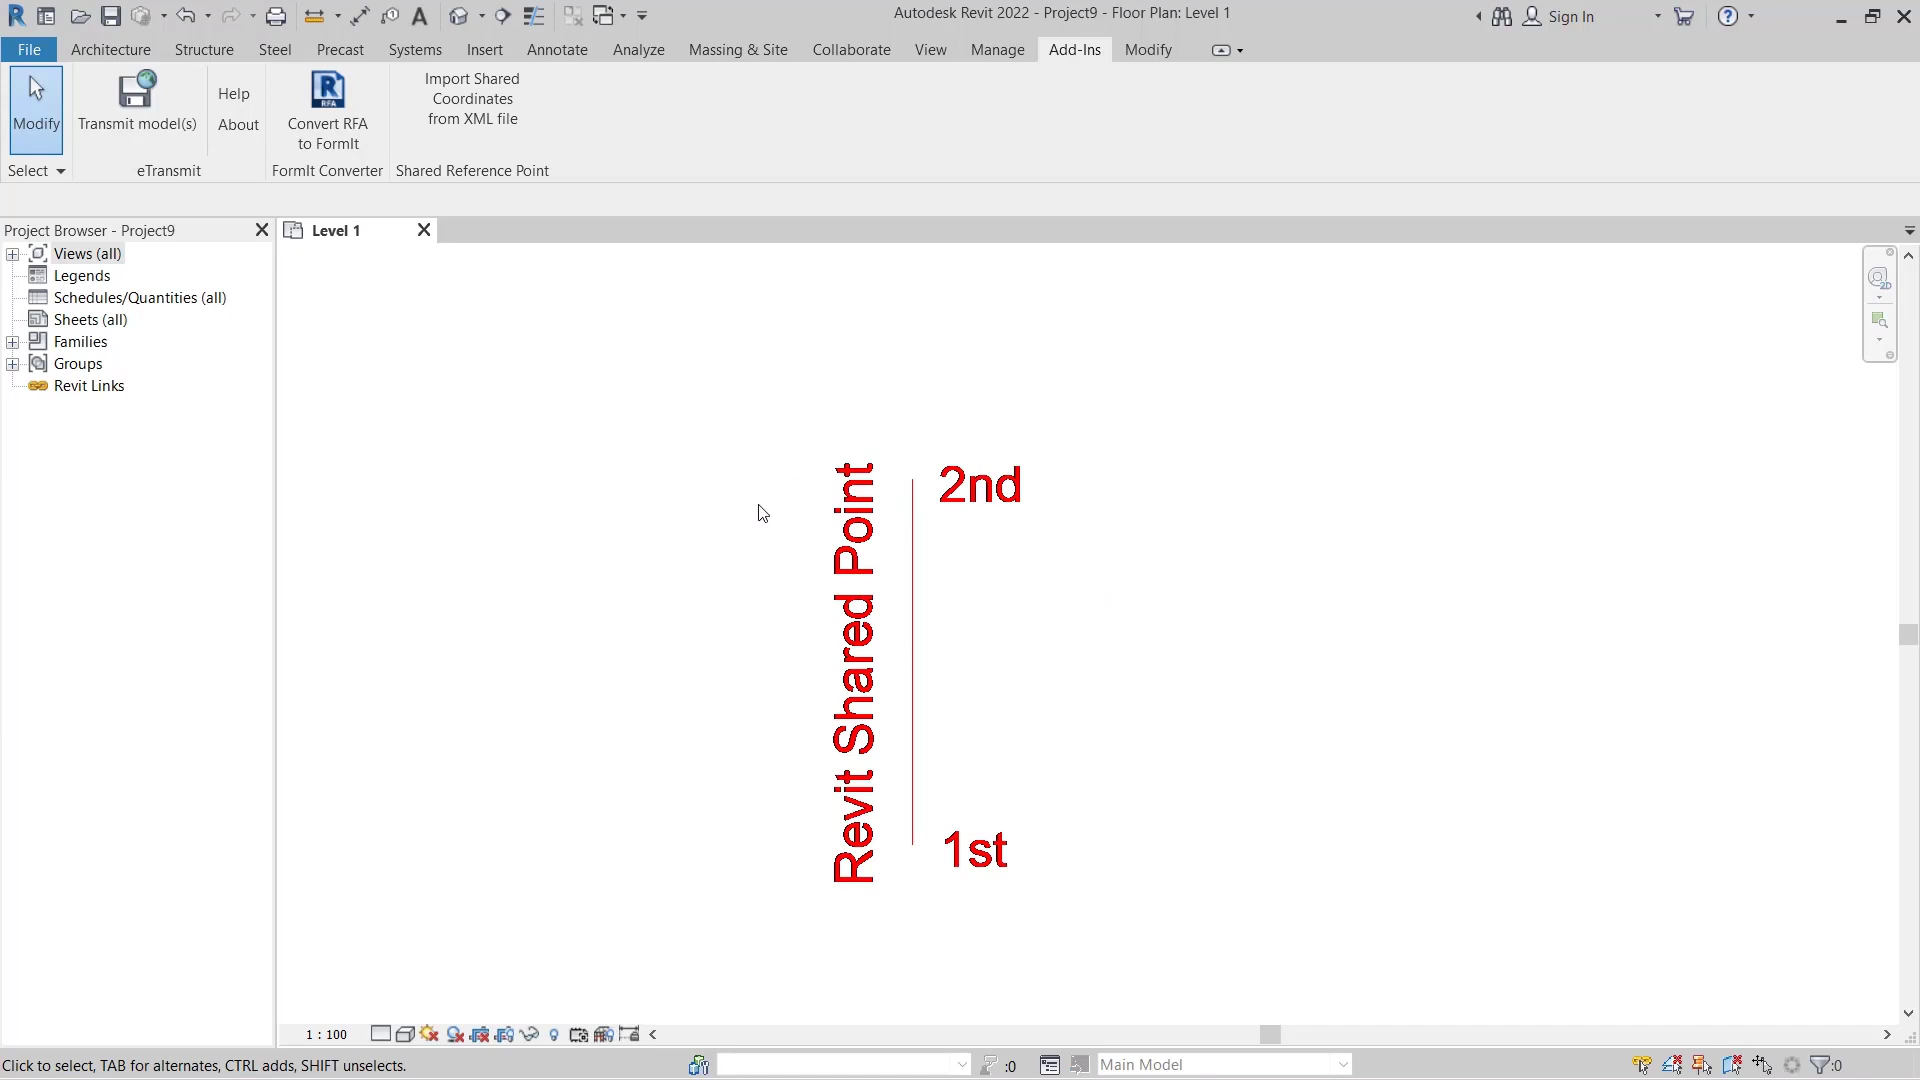 Autodesk Revit 2022 - Project9 - Floor Plan: Level 1
Sign In
File Architecture Structure Steel Precast Systems Insert Annotate Analyze Massing & Site Collaborate View Manage Add-Ins Modify
Modify
Select
Transmit model(s)
Help
About
eTransmit
RFA
Convert RFA
to FormIt
FormIt Converter
Import Shared
Coordinates
from XML file
Shared Reference Point
Project Browser - Project9
Views (all)
Legends
Schedules/Quantities (all)
Sheets (all)
Families
Groups
Revit Links
Level 1
2D
Revit Shared Point
2nd
1st
1 : 100
Click to select, TAB for alternates, CTRL adds, SHIFT unselects.
:0
Main Model
:0